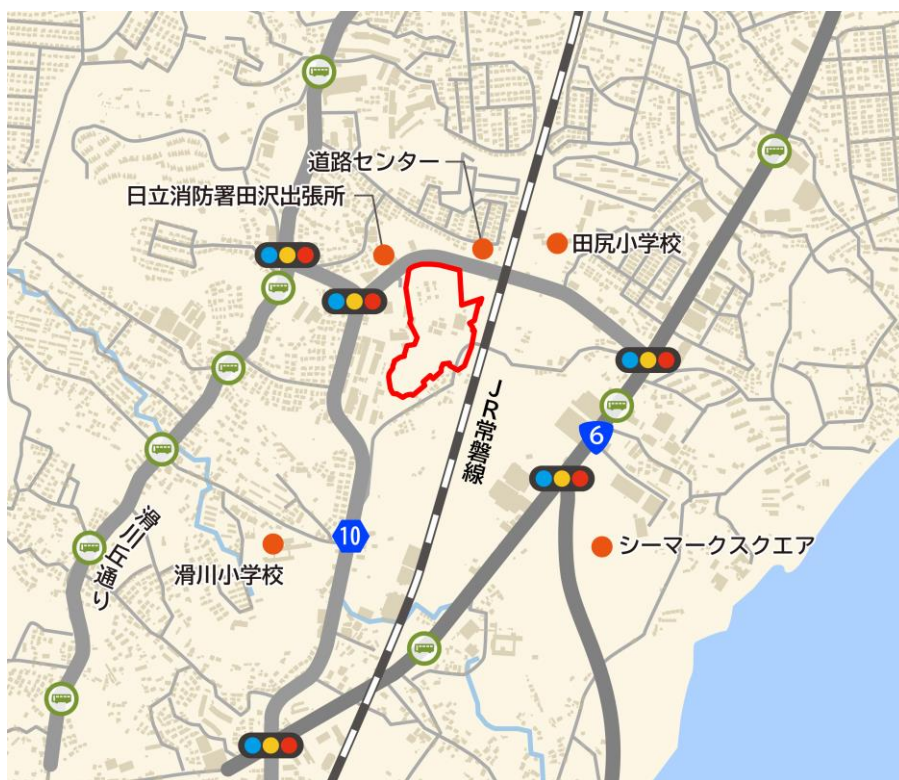 道路センター
日立消防署田沢出張所
田尻小学校
JR常磐線
6
10
シーマークスクエア
滑川小学校
滑川丘通り